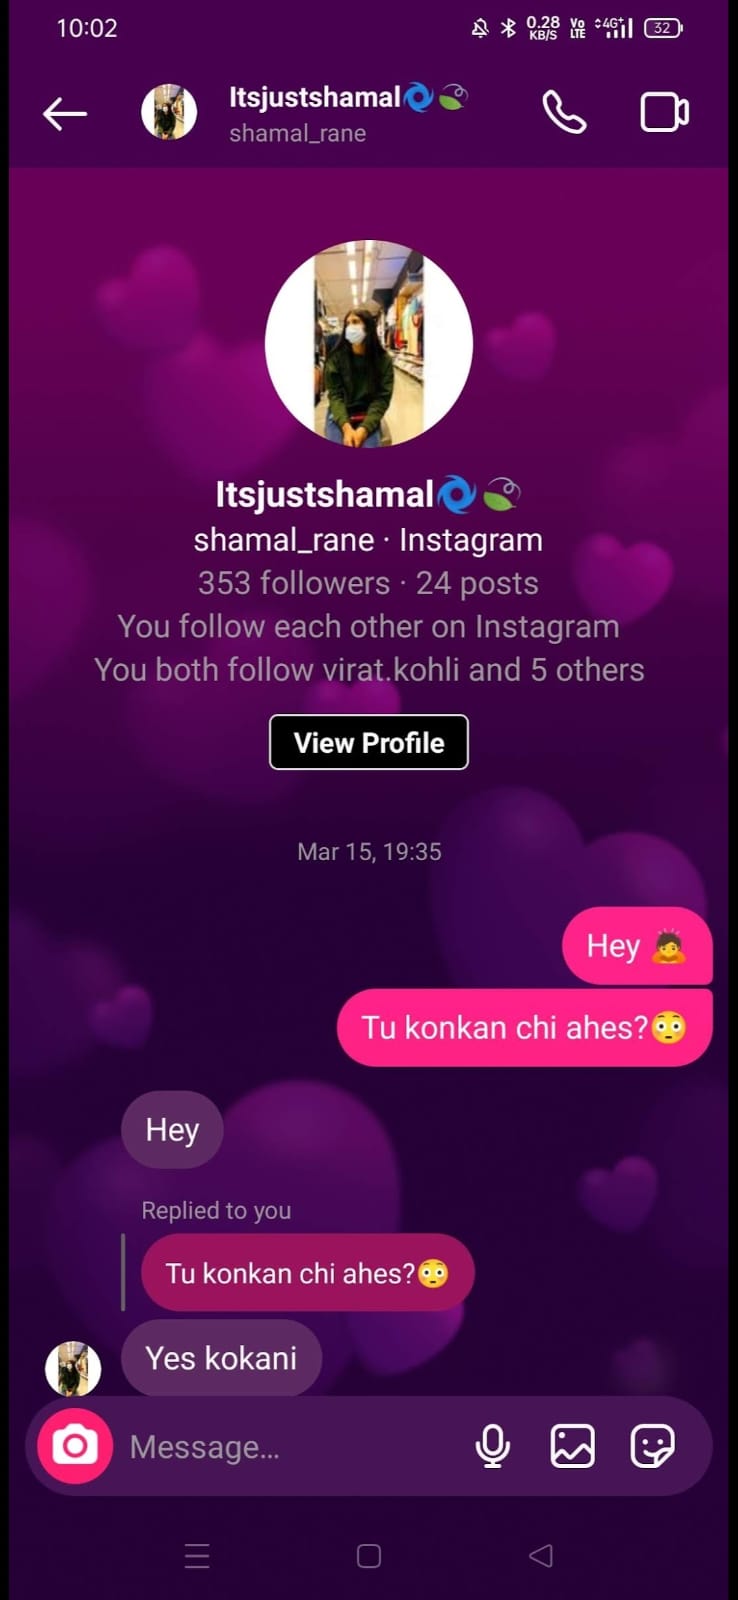 10:02
0.28 KB/S Vo LTE 4G+ 32
Itsjustshamal🌀🍃
shamal_rane
Itsjustshamal🌀🍃
shamal_rane · Instagram
353 followers · 24 posts
You follow each other on Instagram
You both follow virat.kohli and 5 others
View Profile
Mar 15, 19:35
Hey 🙇
Tu konkan chi ahes?😳
Hey
Replied to you
Tu konkan chi ahes?😳
Yes kokani
Message...